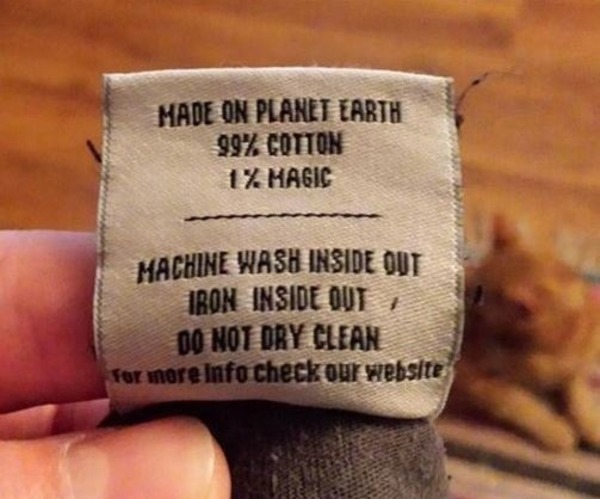 MADE ON PLANET EARTH
99% COTTON
1% MAGIC
MACHINE WASH INSIDE OUT
IRON INSIDE OUT
DO NOT DRY CLEAN
For more info check our website